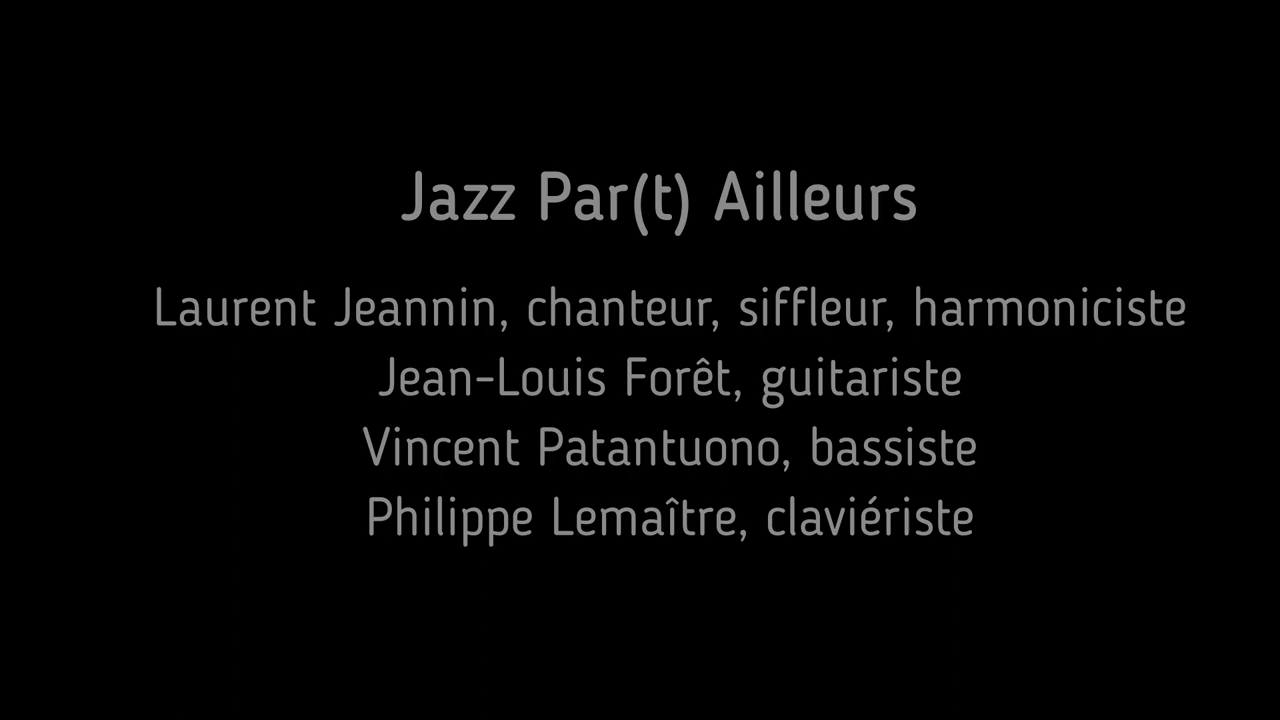 Jazz Par(t) Ailleurs
Laurent Jeannin, chanteur, siffleur, harmoniciste
Jean-Louis Forêt, guitariste
Vincent Patantuono, bassiste
Philippe Lemaître, claviériste